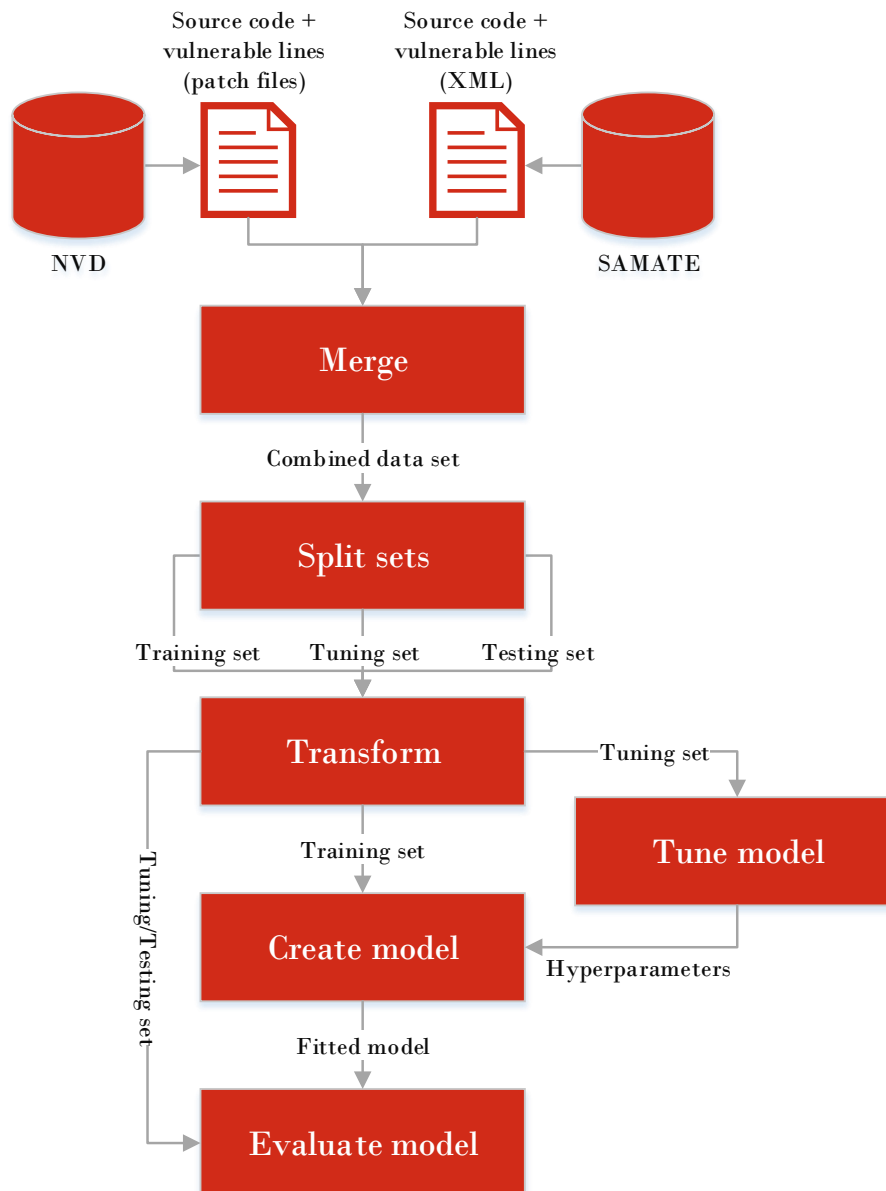 Source code +
vulnerable lines
(patch files)
Source code +
vulnerable lines
(XML)
NVD
SAMATE
Merge
Combined data set
Split sets
Training set
Tuning set
Testing set
Transform
Tuning set
Training set
Tune model
Tuning/Testing set
Create model
Hyperparameters
Fitted model
Evaluate model